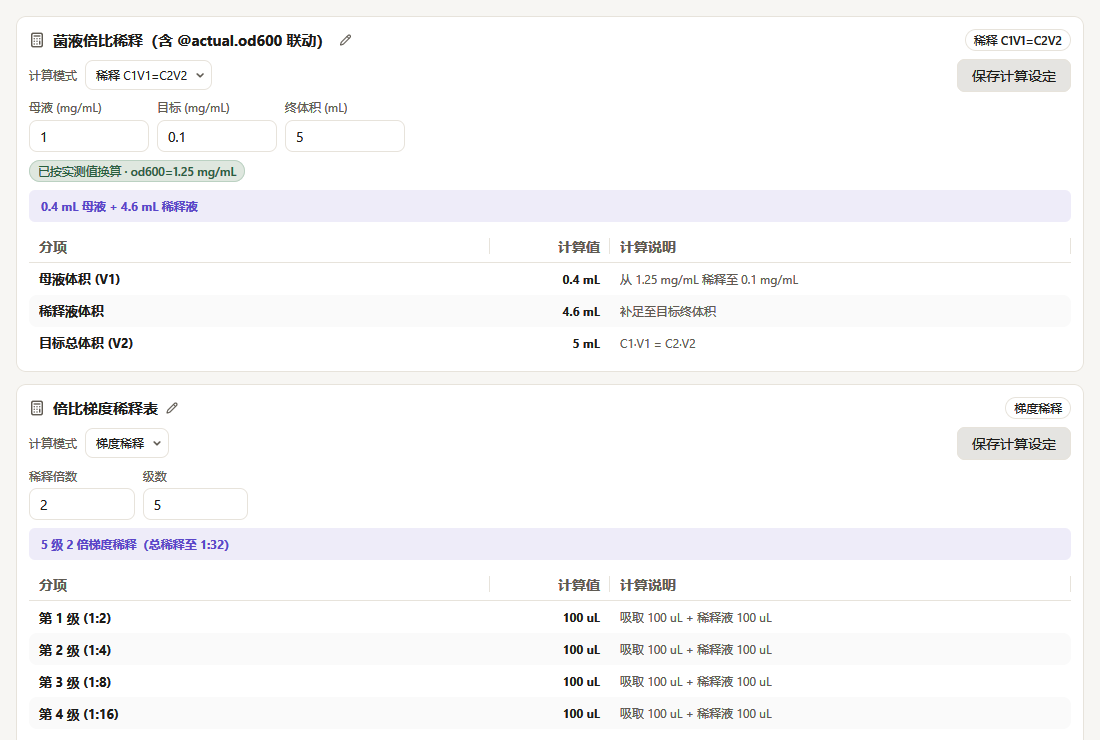 菌液倍比稀释（含 @actual.od600 联动）
稀释 C1V1=C2V2
计算模式 稀释 C1V1=C2V2
保存计算设定
母液 (mg/mL) 目标 (mg/mL) 终体积 (mL)
1 0.1 5
已按实测值换算 · od600=1.25 mg/mL
0.4 mL 母液 + 4.6 mL 稀释液
分项 计算值 计算说明
母液体积 (V1) 0.4 mL 从 1.25 mg/mL 稀释至 0.1 mg/mL
稀释液体积 4.6 mL 补足至目标终体积
目标总体积 (V2) 5 mL C1·V1 = C2·V2
倍比梯度稀释表
梯度稀释
计算模式 梯度稀释
保存计算设定
稀释倍数 级数
2 5
5 级 2 倍梯度稀释（总稀释至 1:32）
分项 计算值 计算说明
第 1 级 (1:2) 100 uL 吸取 100 uL + 稀释液 100 uL
第 2 级 (1:4) 100 uL 吸取 100 uL + 稀释液 100 uL
第 3 级 (1:8) 100 uL 吸取 100 uL + 稀释液 100 uL
第 4 级 (1:16) 100 uL 吸取 100 uL + 稀释液 100 uL